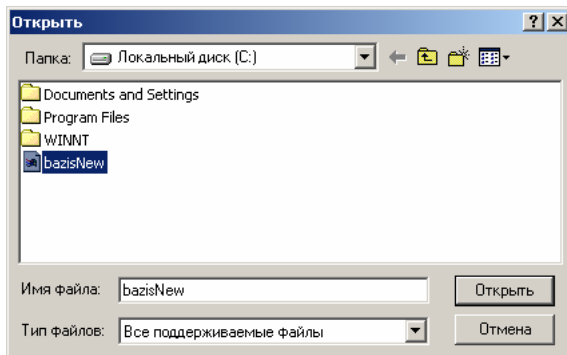 Открыть
Папка: Локальный диск (C:)
Documents and Settings
Program Files
WINNT
bazisNew
Имя файла: bazisNew Открыть
Тип файлов: Все поддерживаемые файлы Отмена